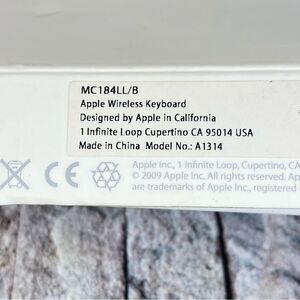 MC184LL/B
Apple Wireless Keyboard
Designed by Apple in California
1 Infinite Loop Cupertino CA 95014 USA
Made in China Model No.: A1314
Apple Inc., 1 Infinite Loop, Cupertino, CA
© 2009 Apple Inc. All rights reserved.
are trademarks of Apple Inc., registered
CE